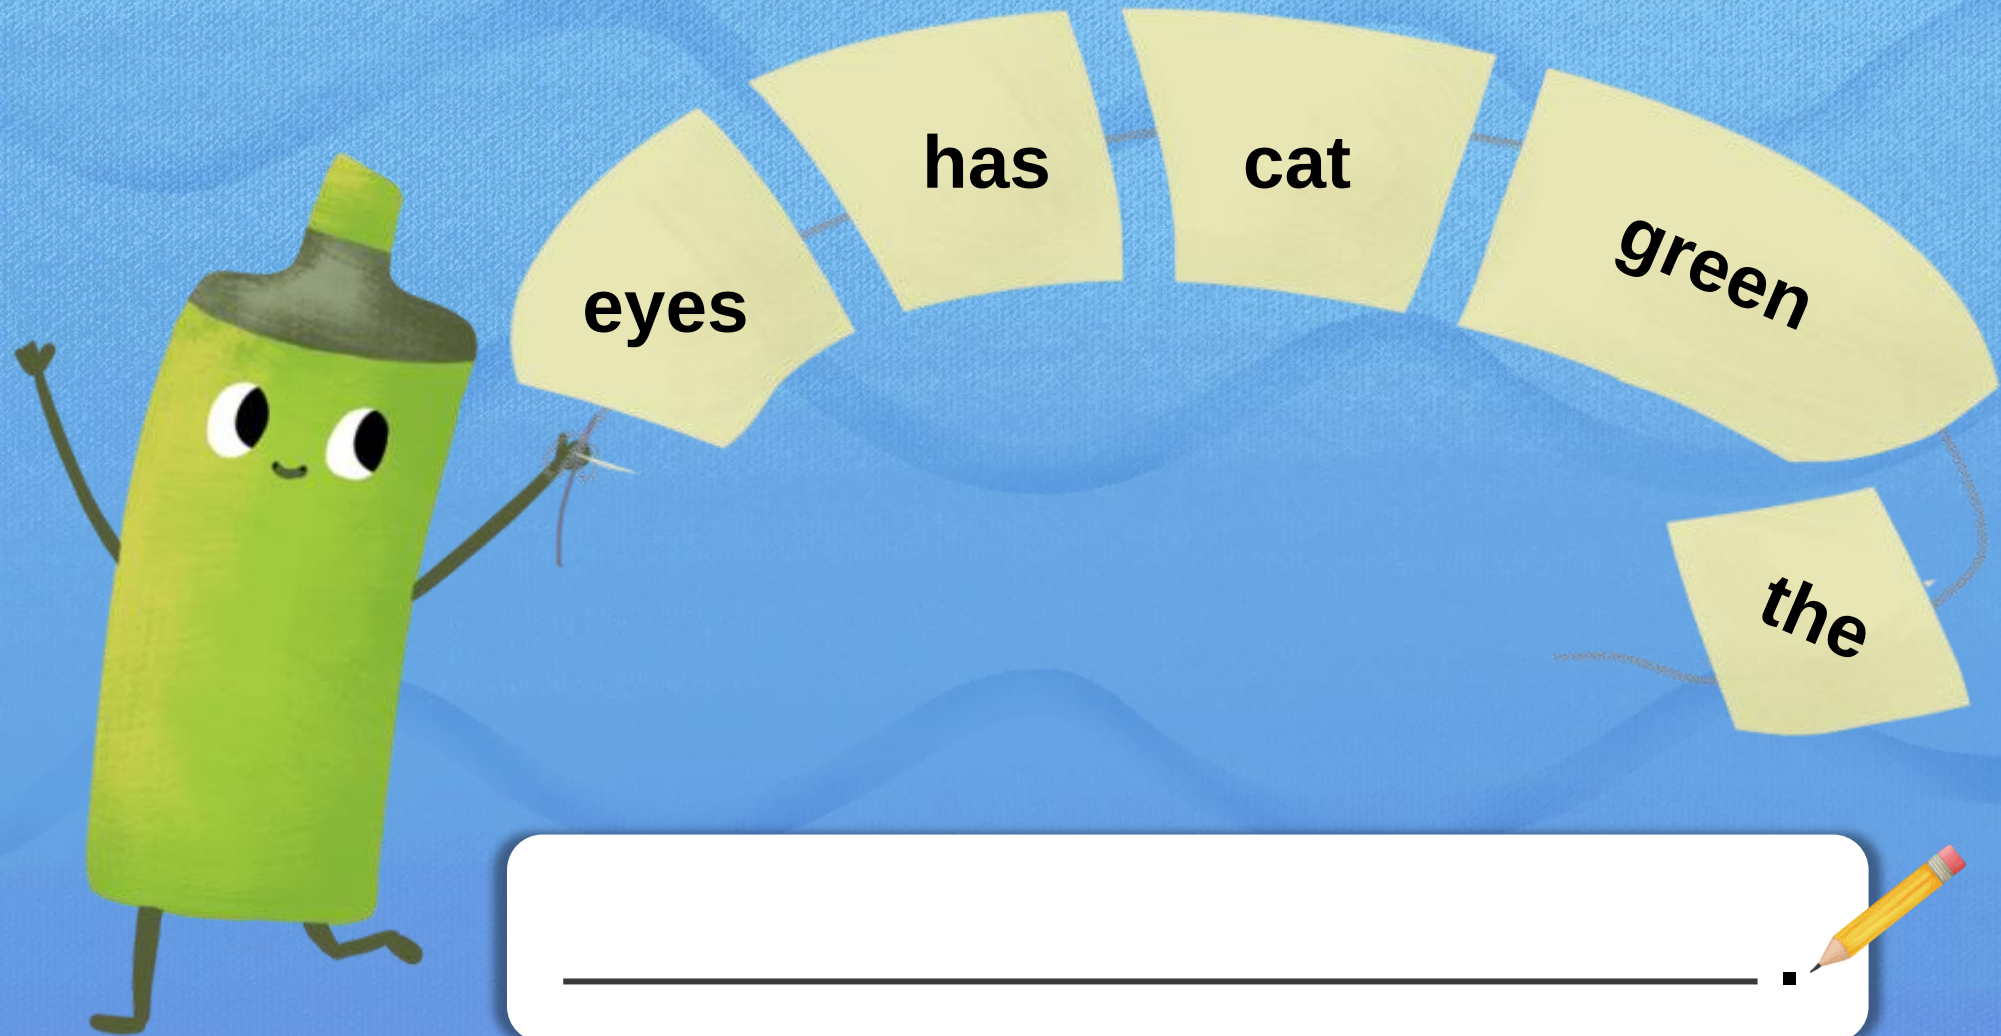 eyes
has
cat
green
the
.